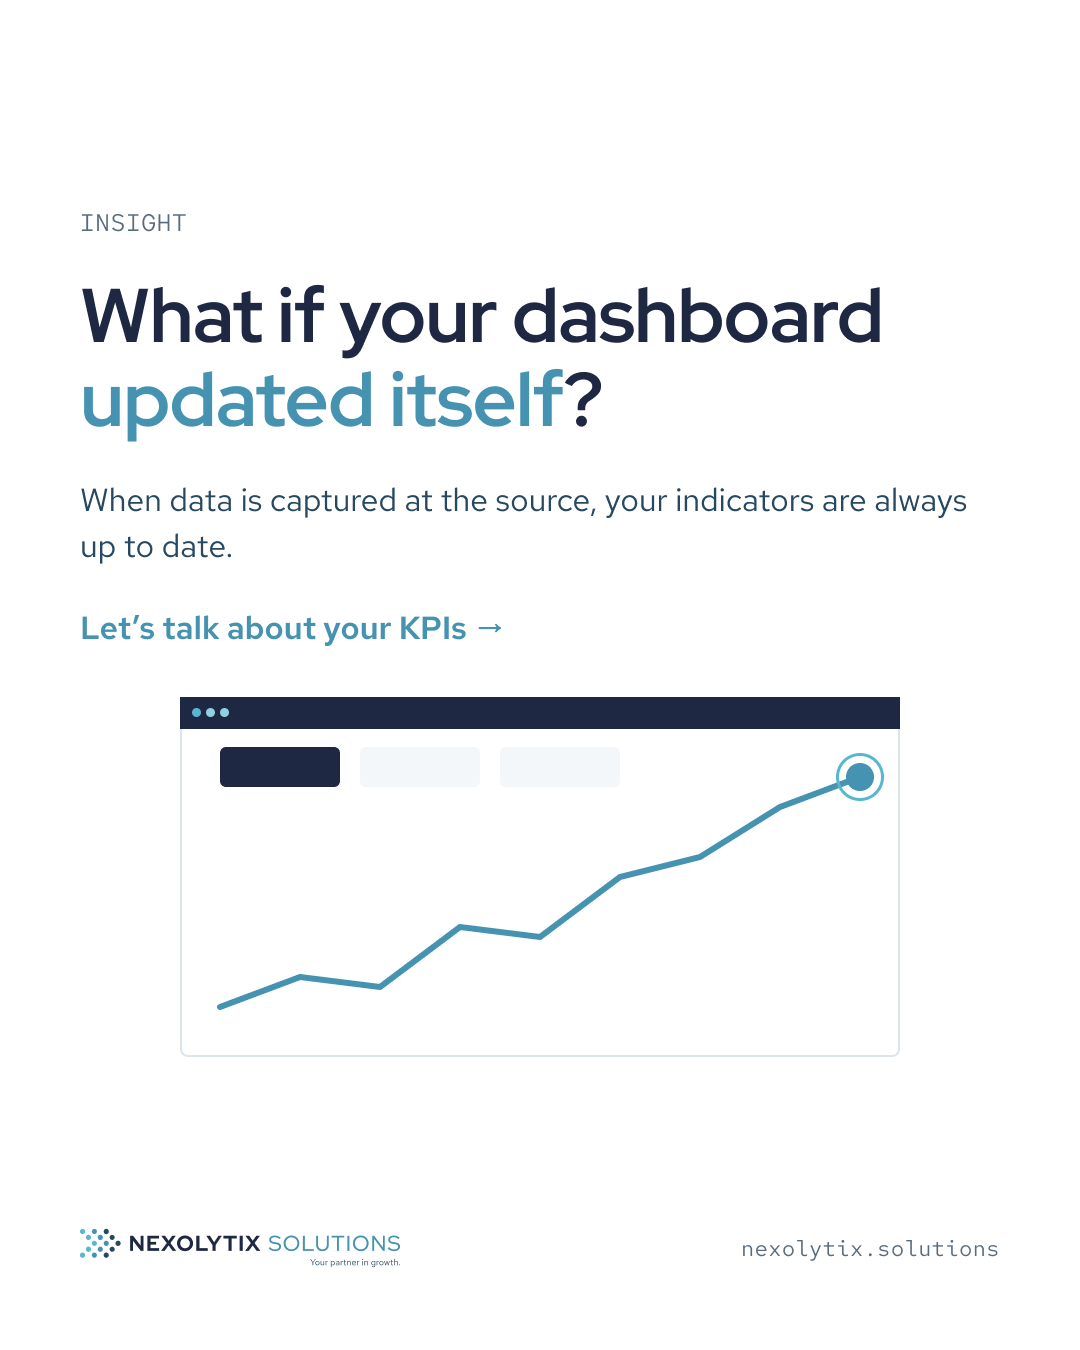 INSIGHT
What if your dashboard
updated itself?
When data is captured at the source, your indicators are always
up to date.
Let’s talk about your KPIs →
NEXOLYTIX SOLUTIONS
Your partner in growth.
nexolytix.solutions